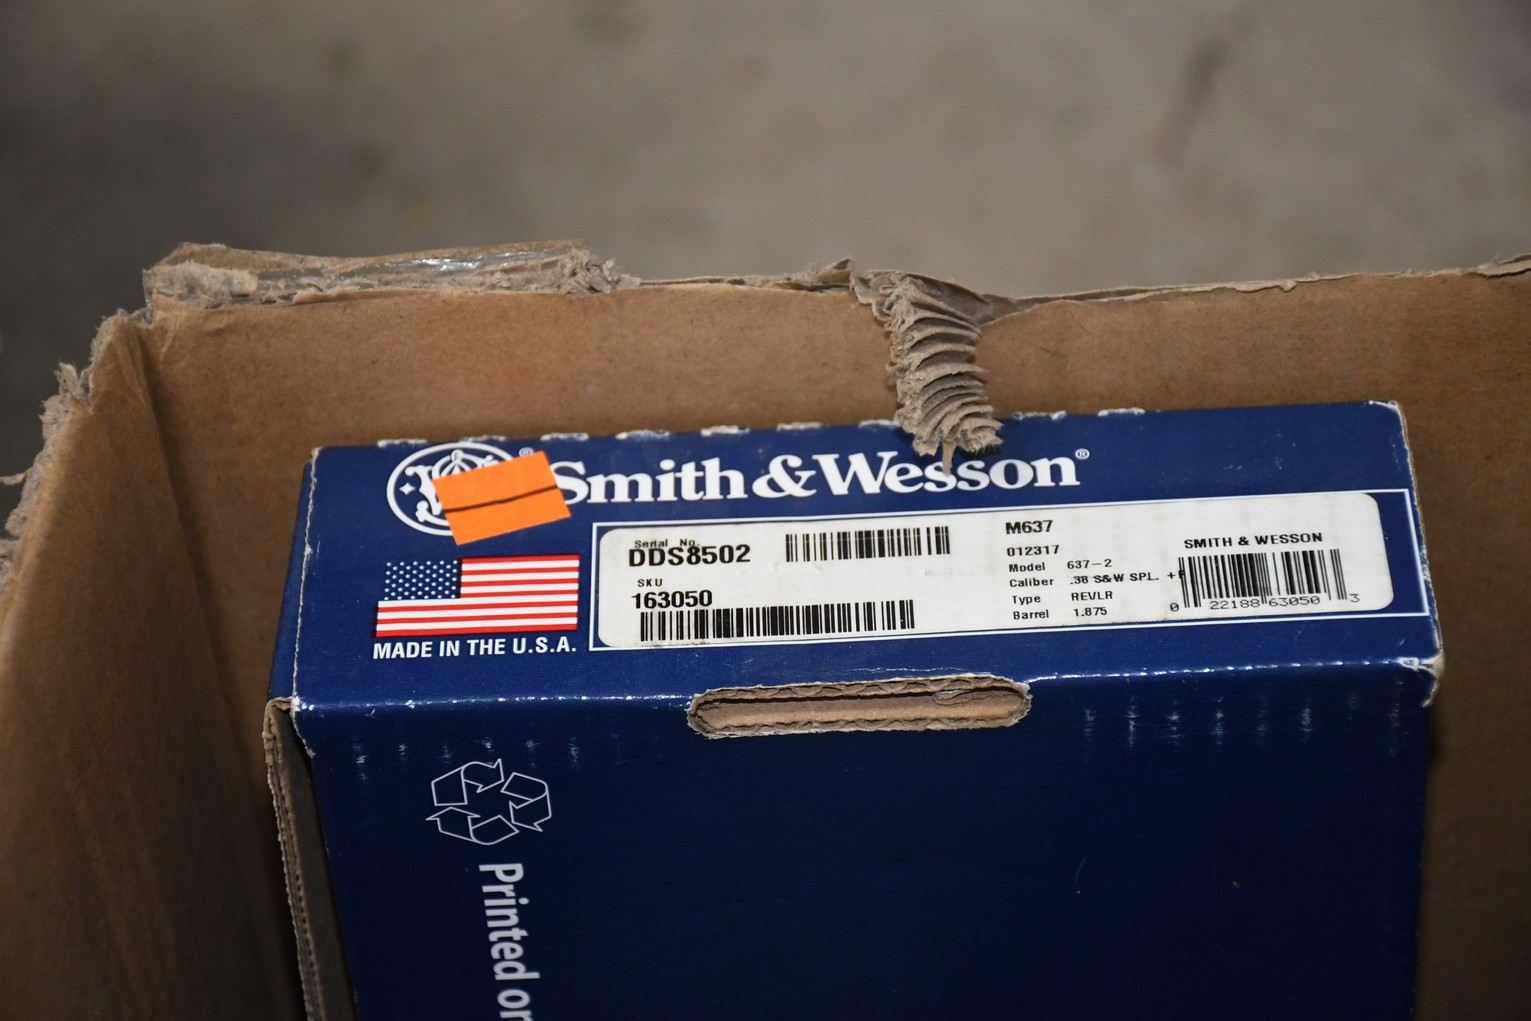 Smith & Wesson®
MADE IN THE U.S.A.
Serial No.
DDS8502
SKU
163050
M637
012317
Model 637-2
Caliber .38 S&W SPL. +P
Type REVLR
Barrel 1.875
SMITH & WESSON
0 22188 63050 3
Printed on